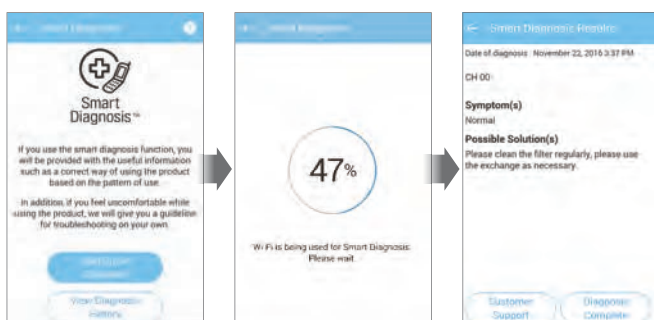 Smart
Diagnosis™
If you use the smart diagnosis function, you
will be provided with the useful information
such as a correct way of using the product
based on the pattern of use.
In addition, if you feel uncomfortable while
using the product, we will give you a guideline
for troubleshooting on your own.
View Diagnosis
History
47%
Wi-Fi is being used for Smart Diagnosis.
Please wait.
Smart Diagnosis Results
Date of diagnosis : November 22, 2016 3:37 PM
CH 00
Symptom(s)
Normal
Possible Solution(s)
Please clean the filter regularly, please use
the exchange as necessary.
Customer
Support
Diagnosis
Complete